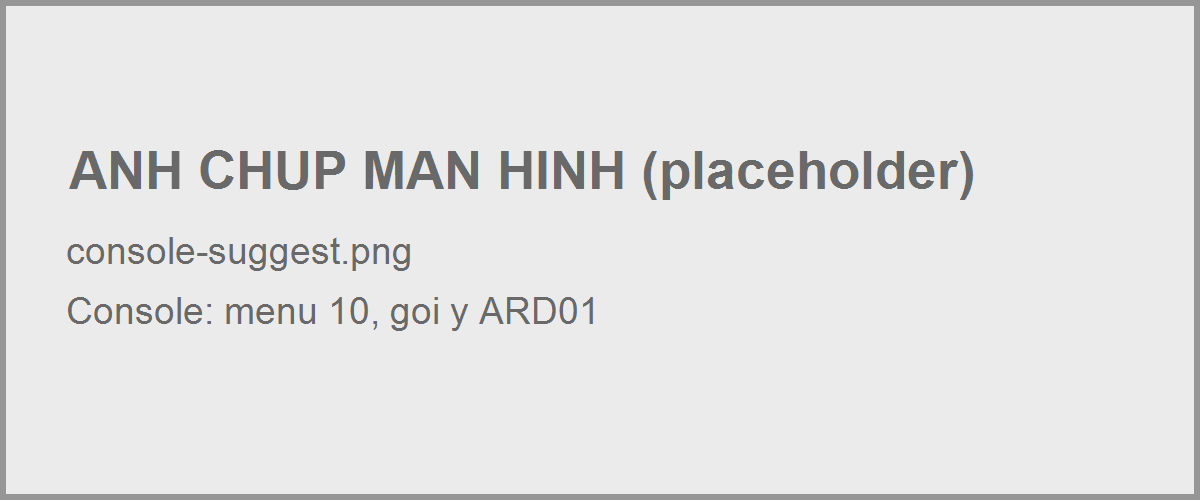 ANH CHUP MAN HINH (placeholder)
console-suggest.png
Console: menu 10, goi y ARD01